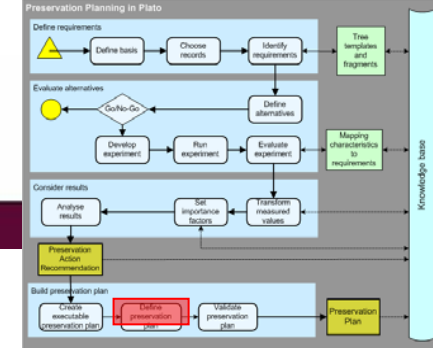 Preservation Planning in Plato
Define requirements
Define basis
Choose
records
Identify
requirements
Tree
templates
and
fragments
Evaluate alternatives
Go/No-Go
Define
alternatives
Develop
experiment
Run
experiment
Evaluate
experiment
Mapping
characteristics
to
requirements
Knowledge base
Consider results
Analyse
results
Set
importance
factors
Transform
measured
values
Preservation
Action
Recommendation
Build preservation plan
Create
executable
preservation plan
Define
preservation
plan
Validate
preservation
plan
Preservation
Plan